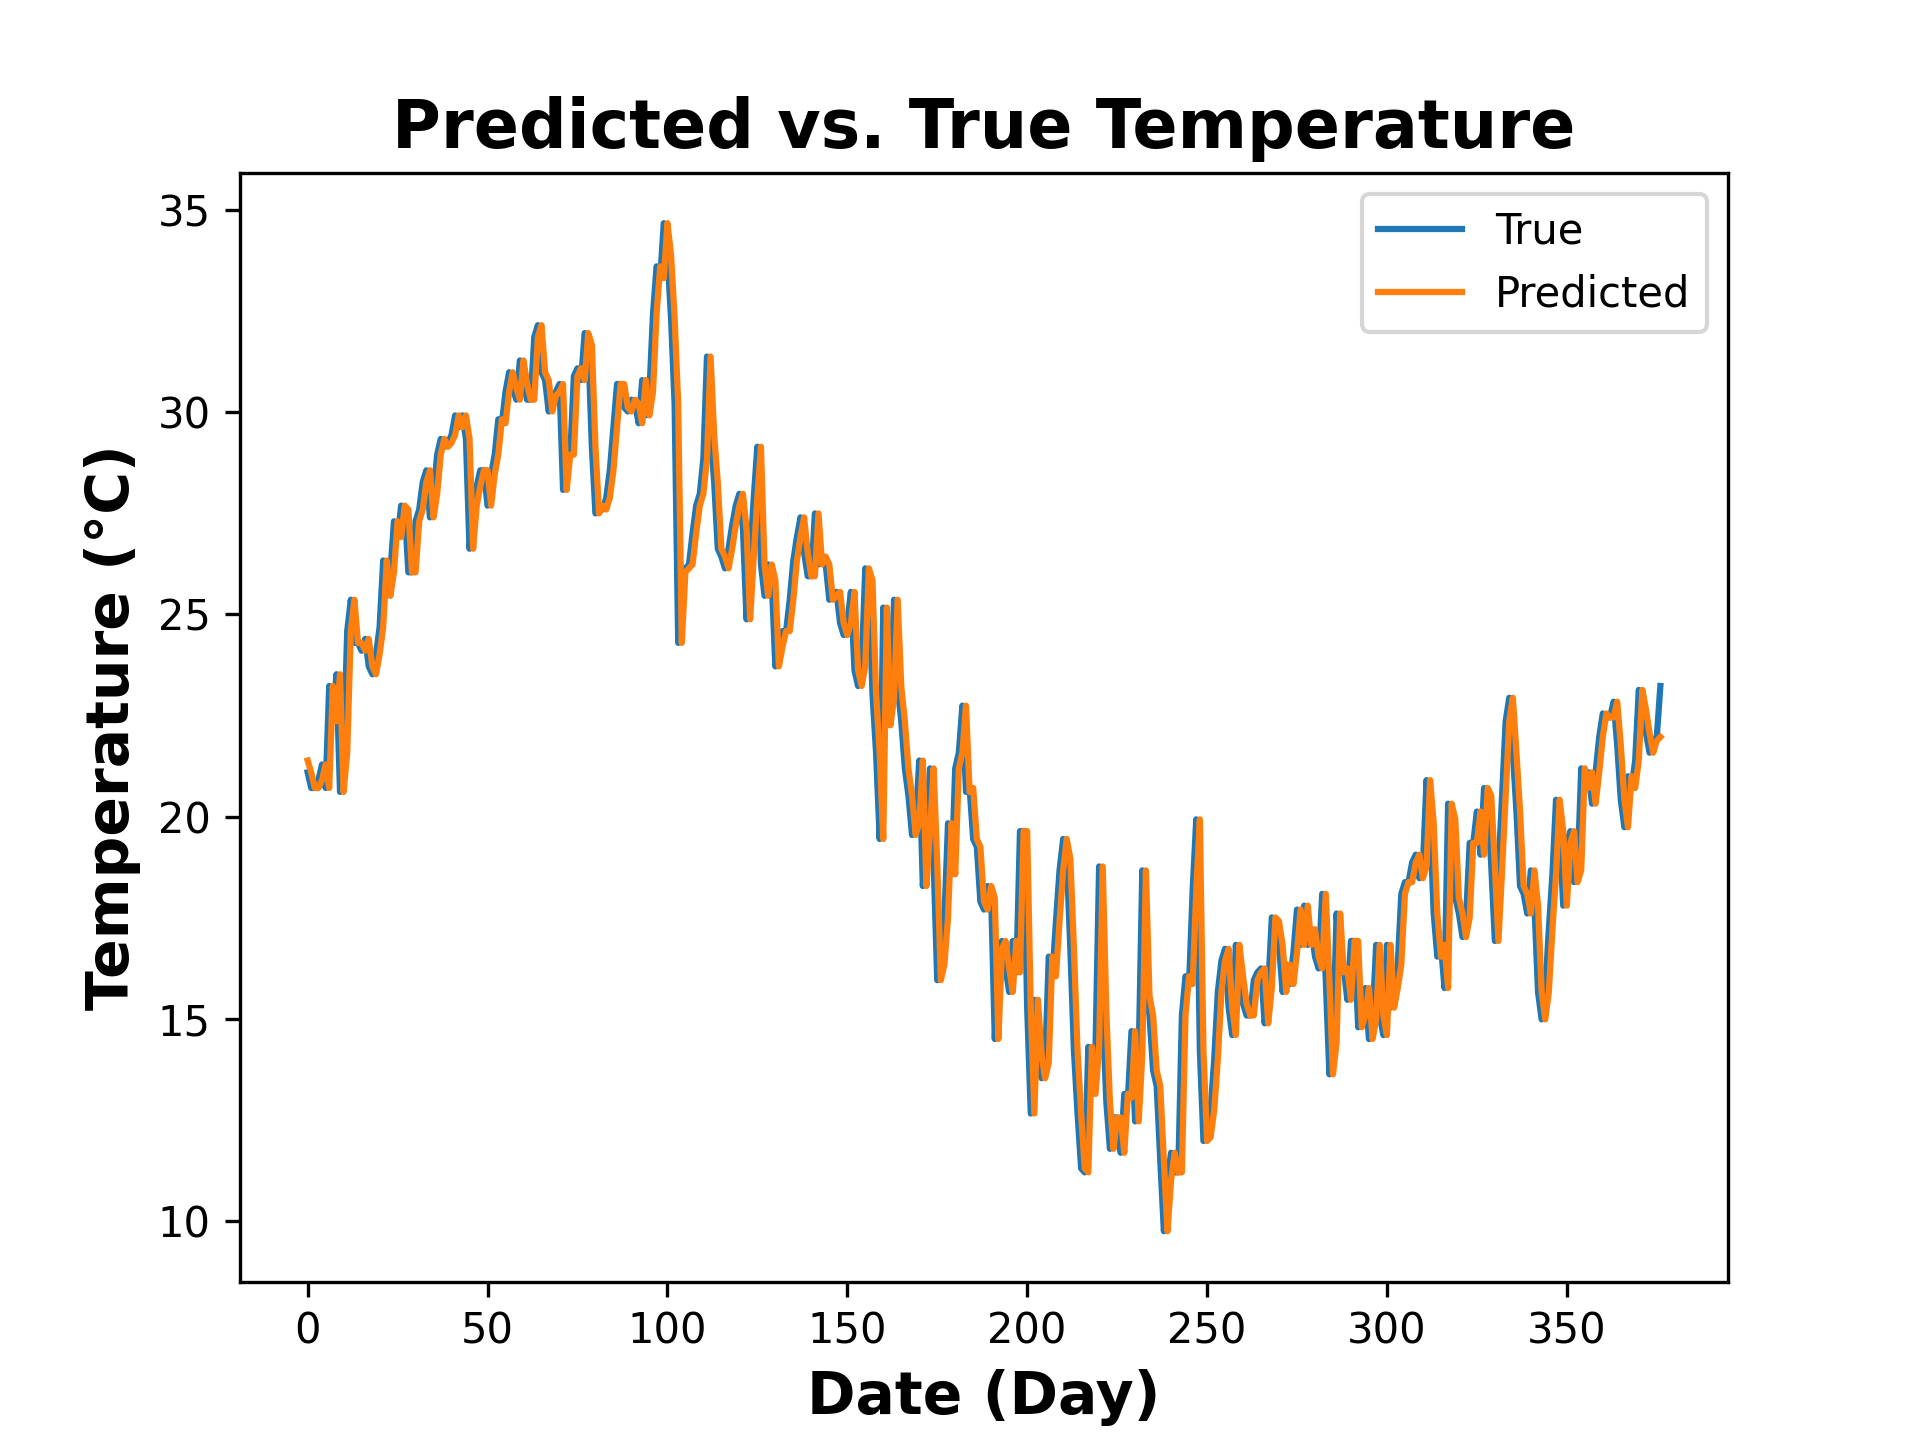 Predicted vs. True Temperature
True
Predicted
Temperature (°C)
35
30
25
20
15
10
0 50 100 150 200 250 300 350
Date (Day)